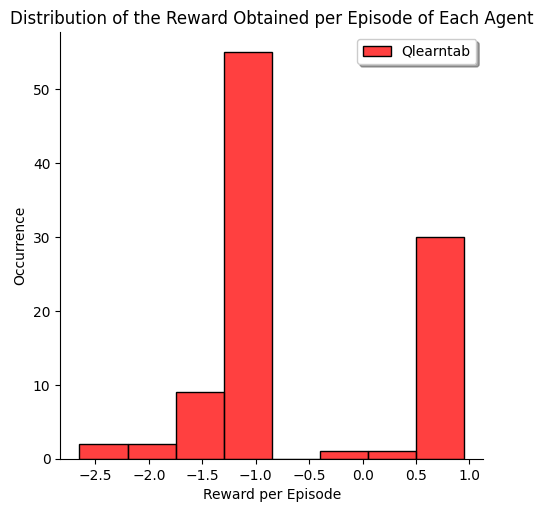 Distribution of the Reward Obtained per Episode of Each Agent
Qlearntab
50
40
30
20
10
0
Occurrence
−2.5 −2.0 −1.5 −1.0 −0.5 0.0 0.5 1.0
Reward per Episode